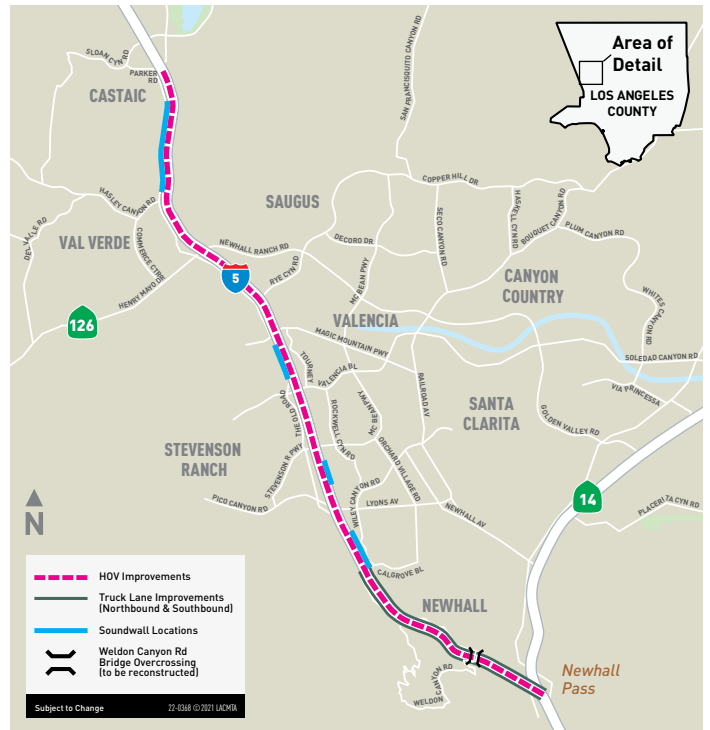 SLOAN CYN RD
PARKER
RD
CASTAIC
SAN FRANCISQUITO CANYON RD
Area of
Detail
LOS ANGELES
COUNTY
HASLEY CANYON RD
DEL VALLE RD
VAL VERDE
COMMERCE CTR DR
HENRY MAYO DR
126
SAUGUS
NEWHALL RANCH RD
5
RYE CYN RD
DECORO DR
MC BEAN PWY
COPPER HILL DR
SECO CANYON RD
HASKELL CYN RD
BOUQUET CANYON RD
PLUM CANYON RD
CANYON
COUNTRY
WHITES
CANYON RD
VALENCIA
MAGIC MOUNTAIN PWY
SOLEDAD CANYON RD
TOURNEY
VALENCIA BL
THE OLD ROAD
ROCKWELL CYN RD
MC BEAN PWY
RAILROAD AV
VIA PRINCESSA
SANTA
CLARITA
GOLDEN VALLEY RD
STEVENSON
RANCH
STEVENSON R. PWY
ORCHARD VILLAGE RD
PICO CANYON RD
WILEY CANYON RD
LYONS AV
NEWHALL AV
14
PLACERITA CYN RD
N
CALGROVE BL
NEWHALL
WELDON
CANYON RD
Newhall
Pass
HOV Improvements
Truck Lane Improvements
(Northbound & Southbound)
Soundwall Locations
Weldon Canyon Rd
Bridge Overcrossing
(to be reconstructed)
Subject to Change
22-0368 © 2021 LACMTA